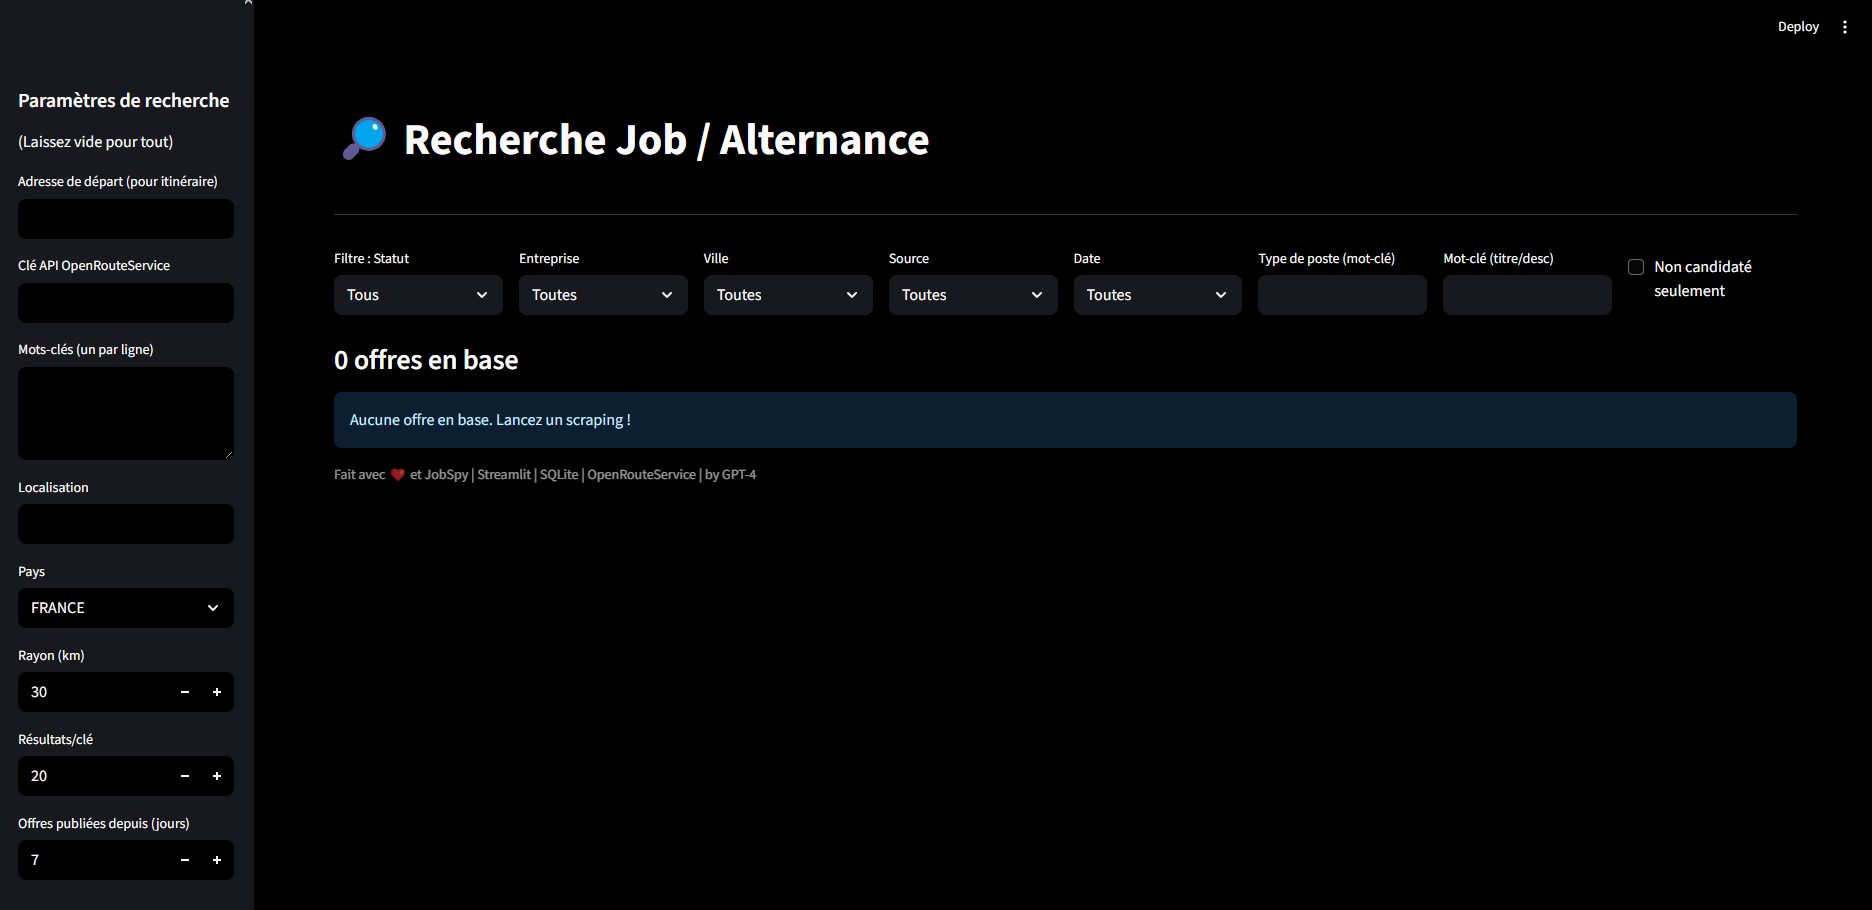 Deploy
Paramètres de recherche
(Laissez vide pour tout)
Adresse de départ (pour itinéraire)
Clé API OpenRouteService
Mots-clés (un par ligne)
Localisation
Pays
FRANCE
Rayon (km)
30
Résultats/clé
20
Offres publiées depuis (jours)
7
Recherche Job / Alternance
Filtre : Statut
Tous
Entreprise
Toutes
Ville
Toutes
Source
Toutes
Date
Toutes
Type de poste (mot-clé)
Mot-clé (titre/desc)
Non candidaté
seulement
0 offres en base
Aucune offre en base. Lancez un scraping !
Fait avec ❤️ et JobSpy | Streamlit | SQLite | OpenRouteService | by GPT-4